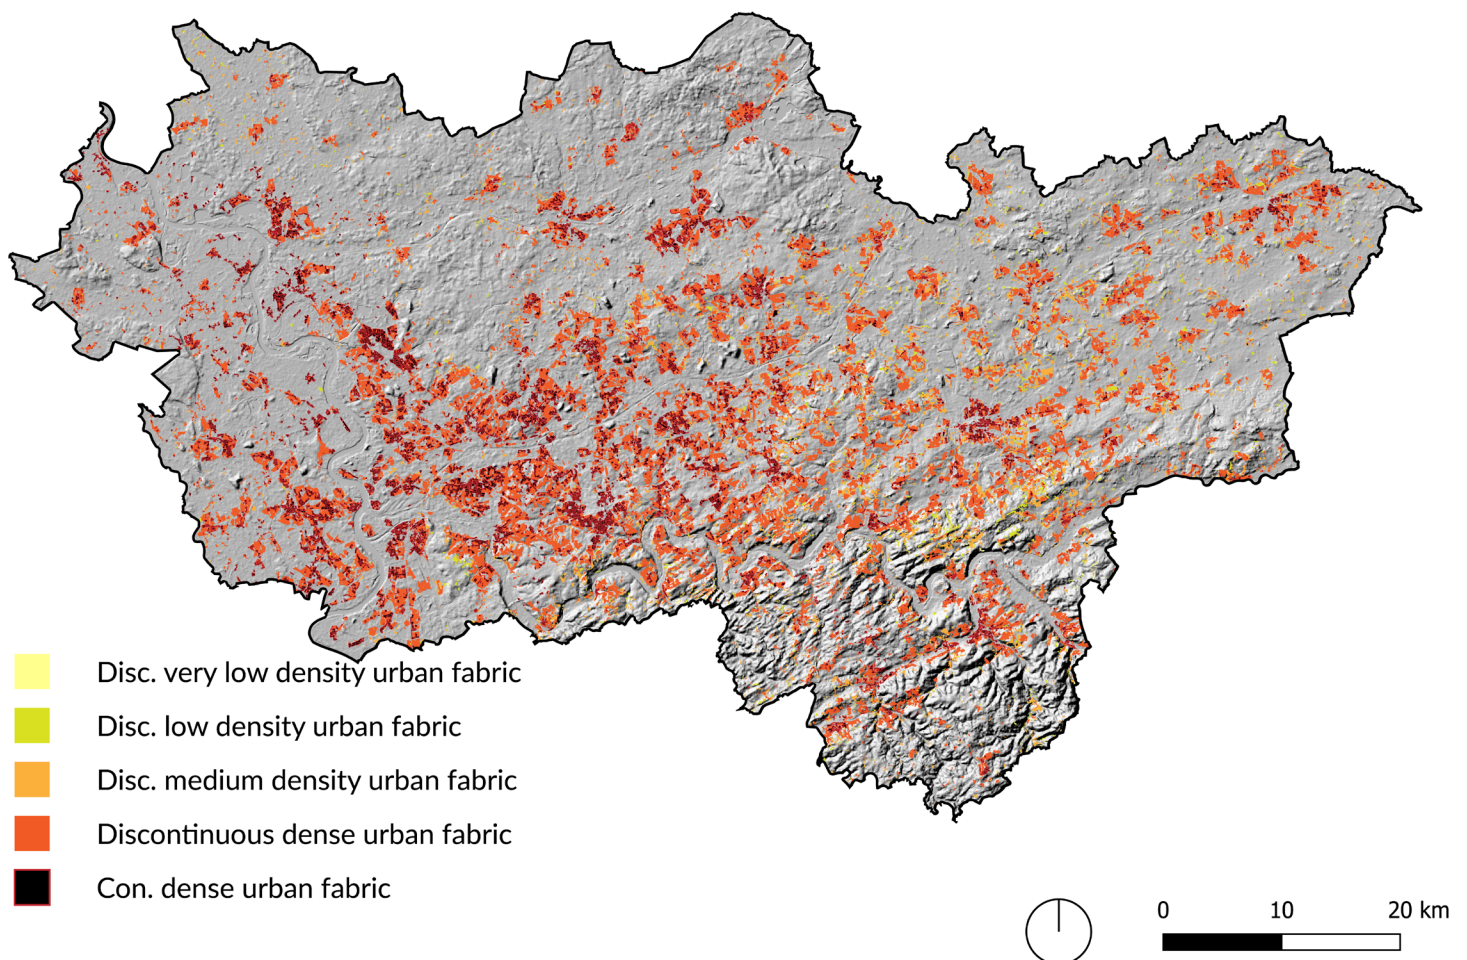 Disc. very low density urban fabric
Disc. low density urban fabric
Disc. medium density urban fabric
Discontinuous dense urban fabric
Con. dense urban fabric
0 10 20 km